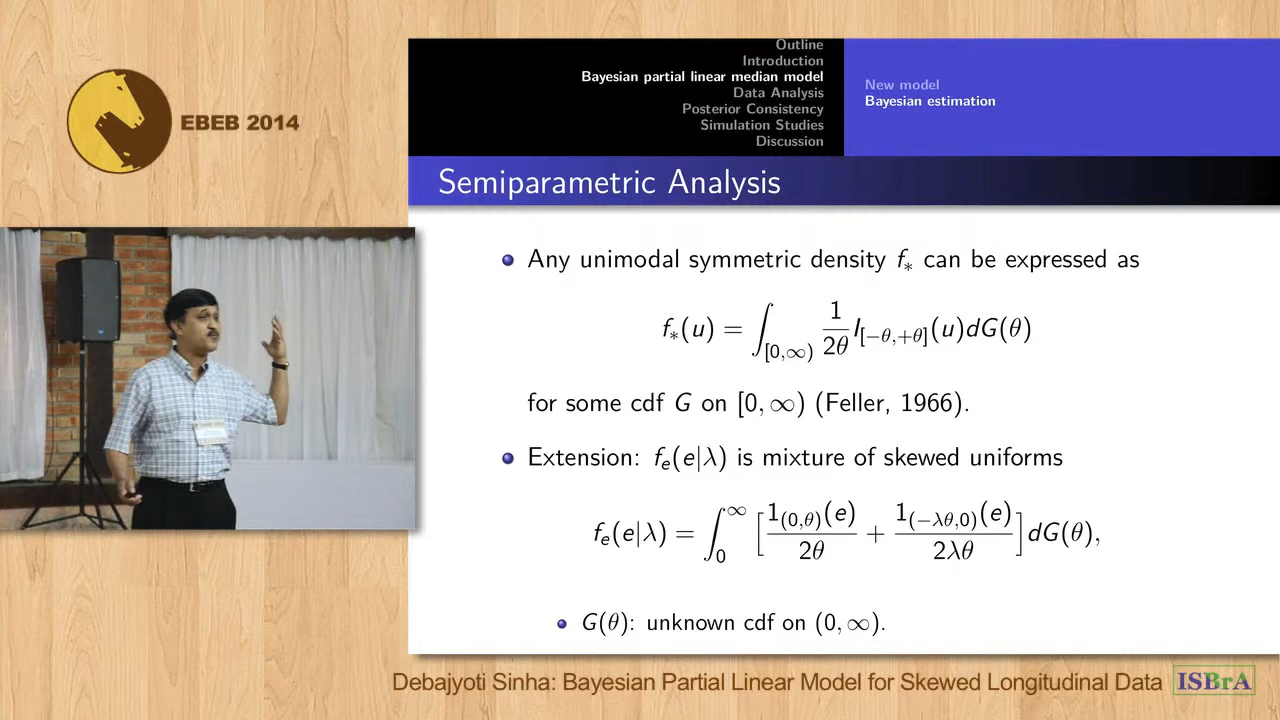 EBEB 2014
Outline
Introduction
Bayesian partial linear median model
Data Analysis
Posterior Consistency
Simulation Studies
Discussion
New model
Bayesian estimation
Semiparametric Analysis
Any unimodal symmetric density f∗ can be expressed as
f∗(u) = ∫[0,∞) 1/2θ I[−θ,+θ](u)dG(θ)
for some cdf G on [0, ∞) (Feller, 1966).
Extension: fe(e|λ) is mixture of skewed uniforms
fe(e|λ) = ∫0^∞ [1(0,θ)(e)/2θ + 1(−λθ,0)(e)/2λθ]dG(θ),
G(θ): unknown cdf on (0, ∞).
Debajyoti Sinha: Bayesian Partial Linear Model for Skewed Longitudinal Data
ISBrA